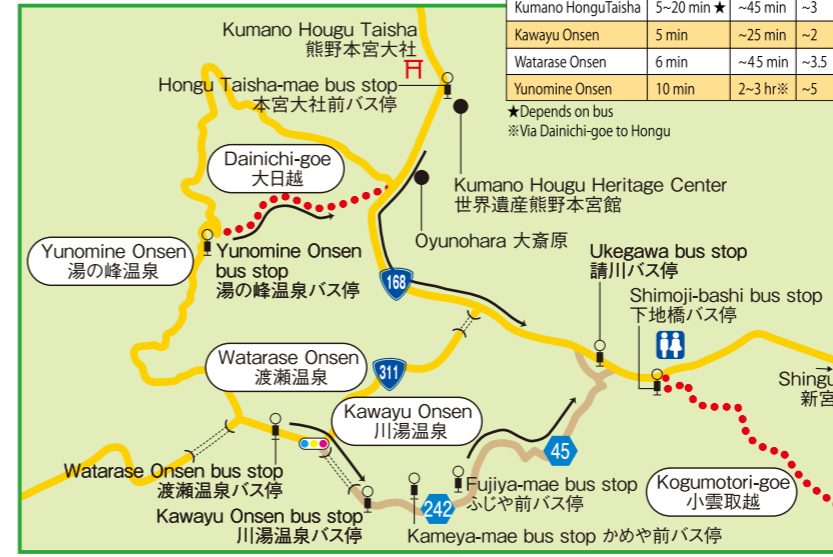 Kumano HonguTaisha 5~20 min ★ ~45 min ~3
Kawayu Onsen 5 min ~25 min ~2
Watarase Onsen 6 min ~45 min ~3.5
Yunomine Onsen 10 min 2~3 hr※ ~5
★Depends on bus
※Via Dainichi-goe to Hongu
Kumano Hougu Taisha
熊野本宮大社
Hongu Taisha-mae bus stop
本宮大社前バス停
Dainichi-goe
大日越
Kumano Hougu Heritage Center
世界遺産熊野本宮館
Oyunohara 大斎原
Yunomine Onsen
湯の峰温泉
Yunomine Onsen
bus stop
湯の峰温泉バス停
168
Ukegawa bus stop
請川バス停
Shimoji-bashi bus stop
下地橋バス停
Watarase Onsen
渡瀬温泉
311
Shingu
新宮
Kawayu Onsen
川湯温泉
45
Watarase Onsen bus stop
渡瀬温泉バス停
Fujiya-mae bus stop
ふじや前バス停
Kogumotori-goe
小雲取越
242
Kawayu Onsen bus stop
川湯温泉バス停
Kameya-mae bus stop かめや前バス停